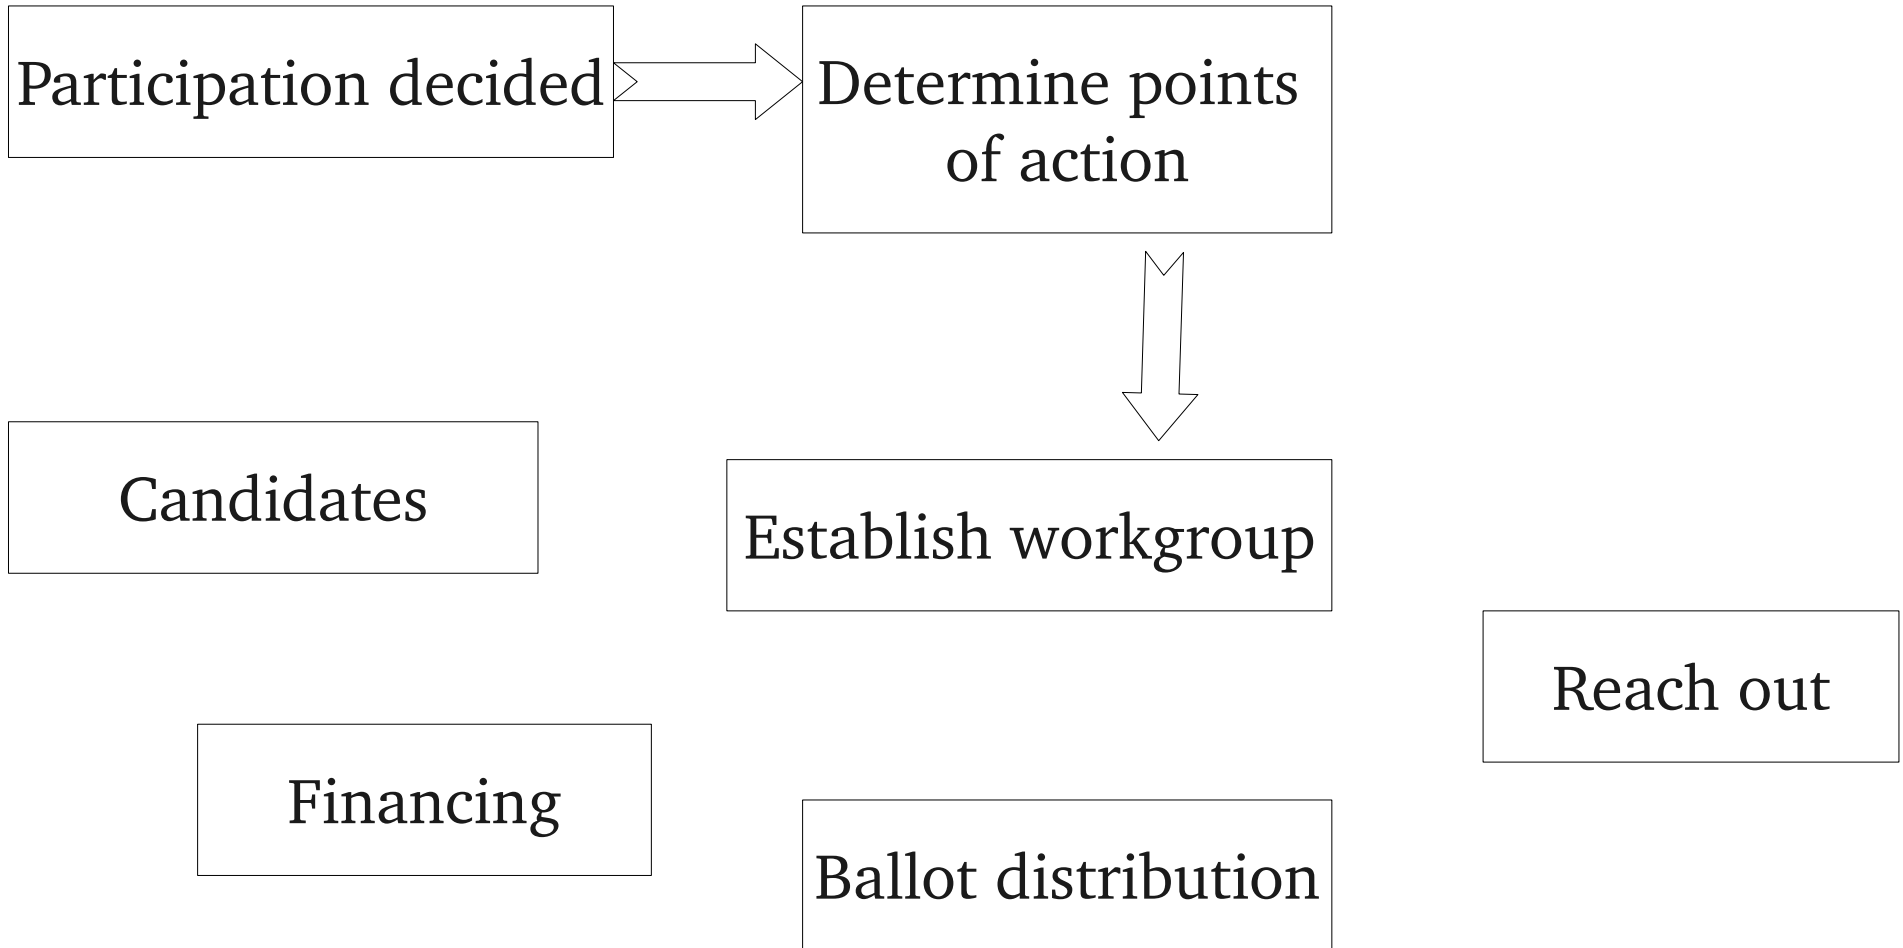 Participation decided
Determine points
of action
Candidates
Establish workgroup
Reach out
Financing
Ballot distribution